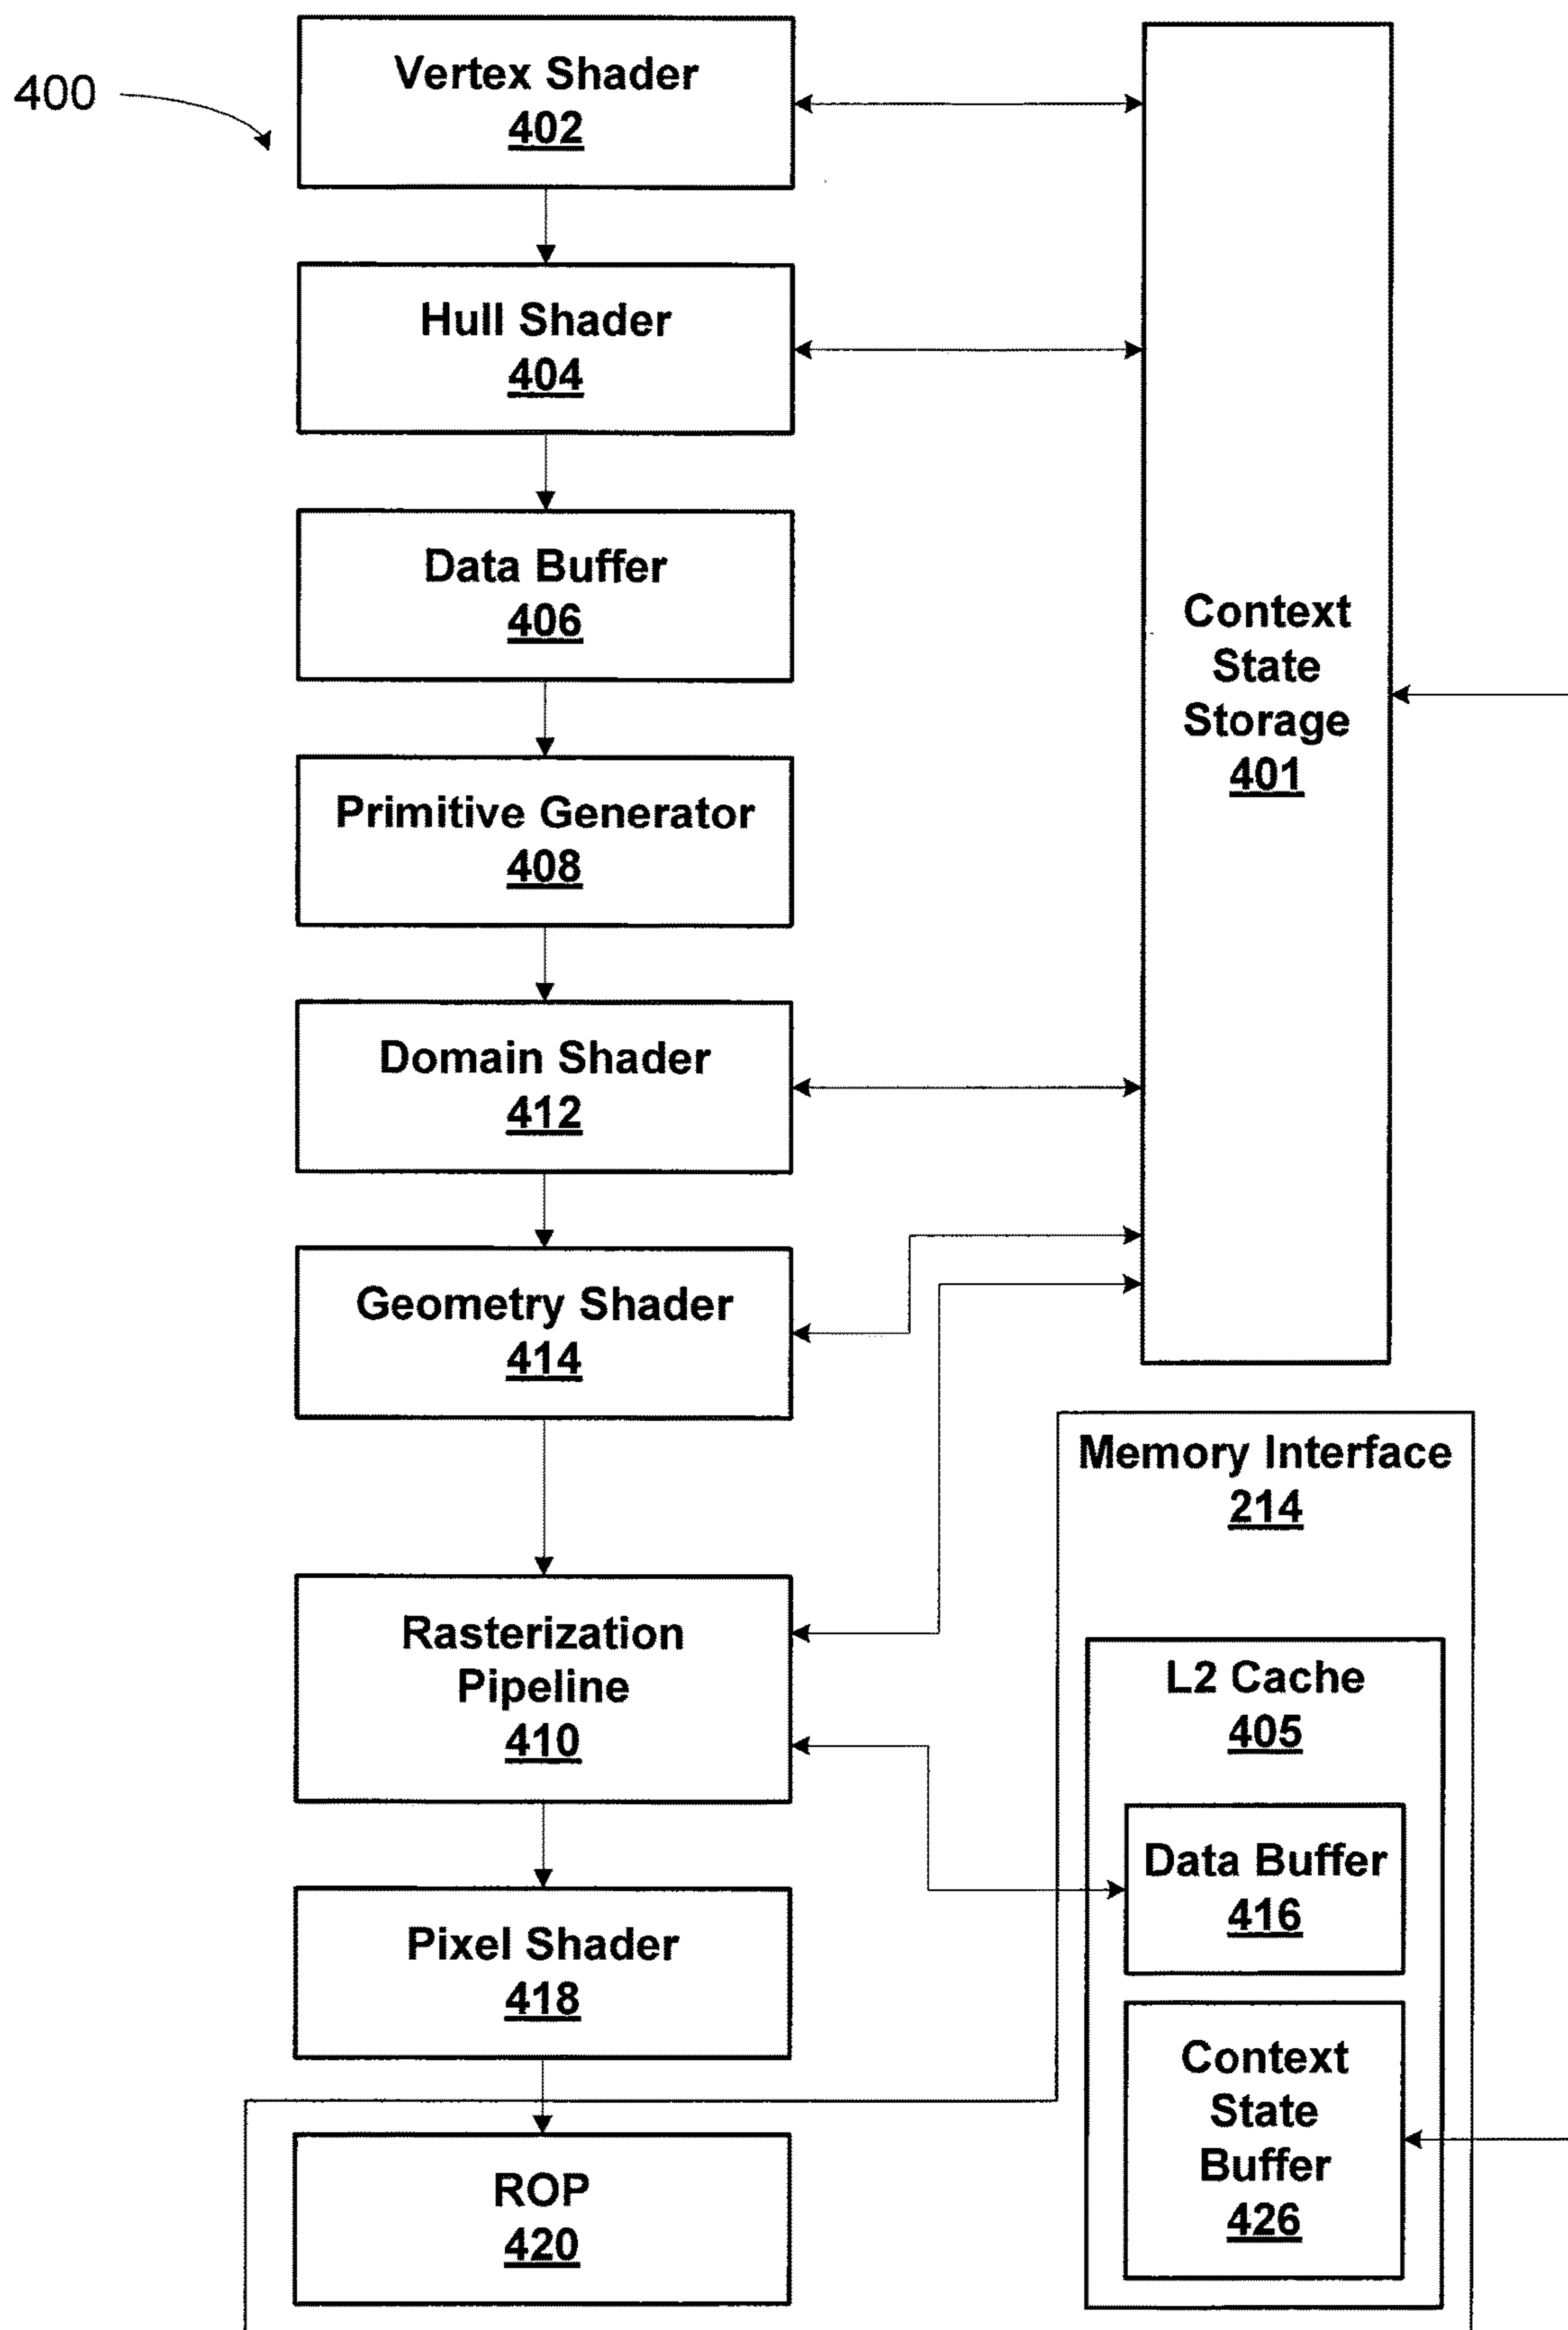 400
Vertex Shader
402
Hull Shader
404
Data Buffer
406
Primitive Generator
408
Domain Shader
412
Geometry Shader
414
Rasterization
Pipeline
410
Pixel Shader
418
ROP
420
Context
State
Storage
401
Memory Interface
214
L2 Cache
405
Data Buffer
416
Context
State
Buffer
426